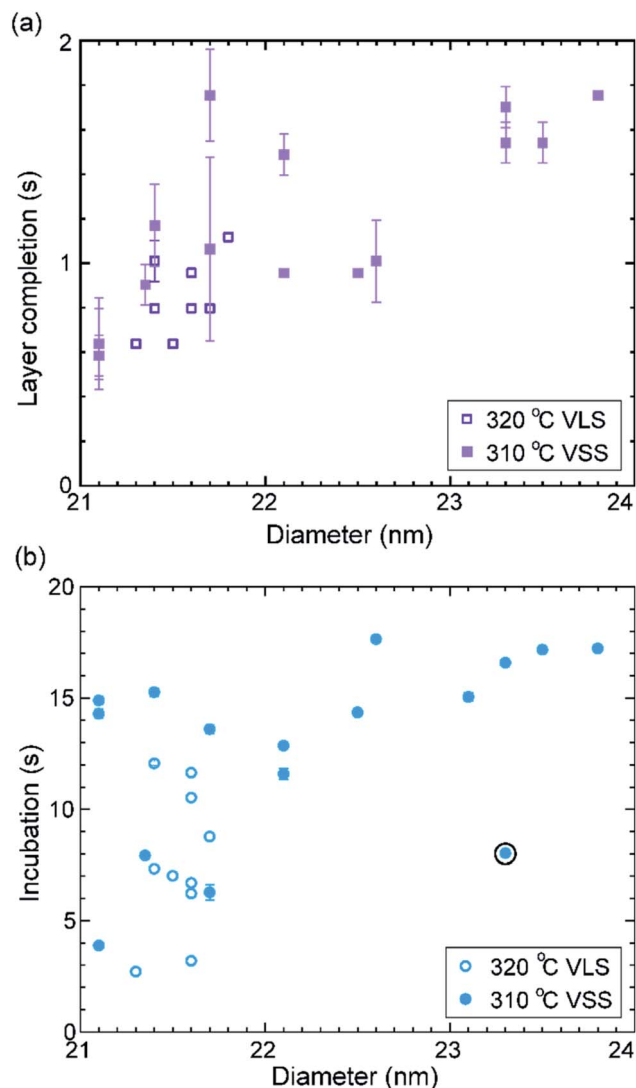 (a)
2
1
0
Layer completion (s)
320 °C VLS
310 °C VSS
21
22
23
24
Diameter (nm)
(b)
20
15
10
5
0
Incubation (s)
320 °C VLS
310 °C VSS
21
22
23
24
Diameter (nm)